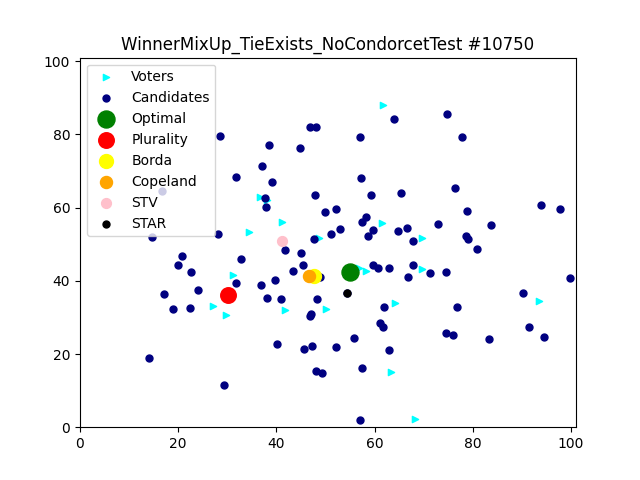 WinnerMixUp_TieExists_NoCondorcetTest #10750
100
80
60
40
20
0
0 20 40 60 80 100
Voters
Candidates
Optimal
Plurality
Borda
Copeland
STV
STAR